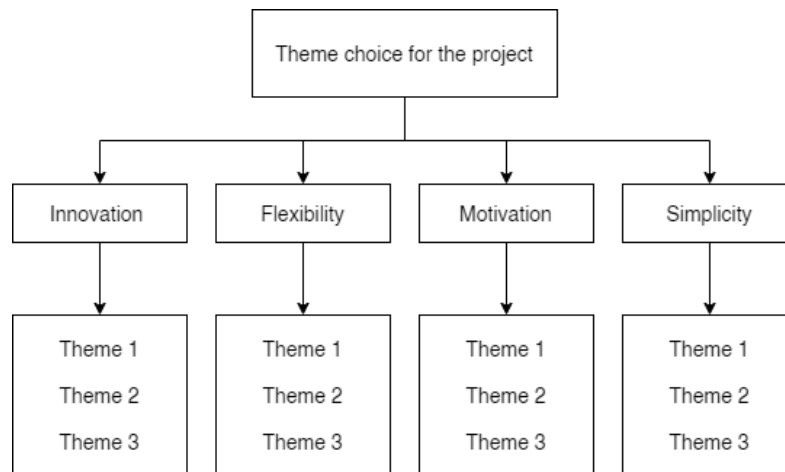 Theme choice for the project
Innovation
Flexibility
Motivation
Simplicity
Theme 1
Theme 2
Theme 3
Theme 1
Theme 2
Theme 3
Theme 1
Theme 2
Theme 3
Theme 1
Theme 2
Theme 3